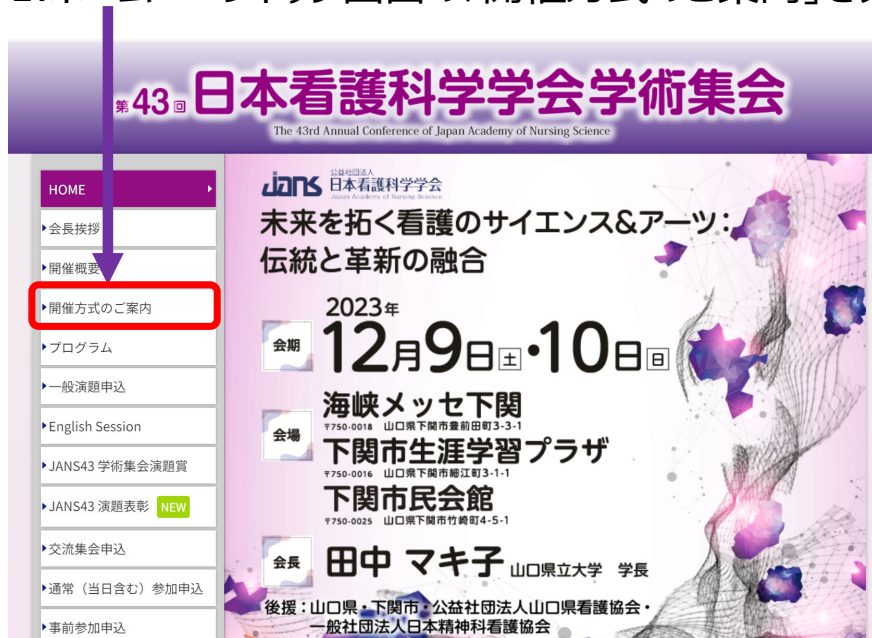 第43回 日本看護科学学会学術集会
The 43rd Annual Conference of Japan Academy of Nursing Science
HOME
会長挨拶
開催概要
開催方式のご案内
プログラム
一般演題申込
English Session
JANS43 学術集会演題賞
JANS43 演題表彰 NEW
交流集会申込
通常（当日含む）参加申込
事前参加申込
jans 公益社団法人
日本看護科学学会
Japan Academy of Nursing Science
未来を拓く看護のサイエンス&アーツ：
伝統と革新の融合
2023年
会期 12月9日土・10日日
会場 海峡メッセ下関
〒750-0018 山口県下関市豊前田町3-3-1
下関市生涯学習プラザ
〒750-0016 山口県下関市細江町3-1-1
下関市民会館
〒750-0025 山口県下関市竹崎町4-5-1
会長 田中 マキ子 山口県立大学 学長
後援：山口県・下関市・公益社団法人山口県看護協会・
一般社団法人日本精神科看護協会